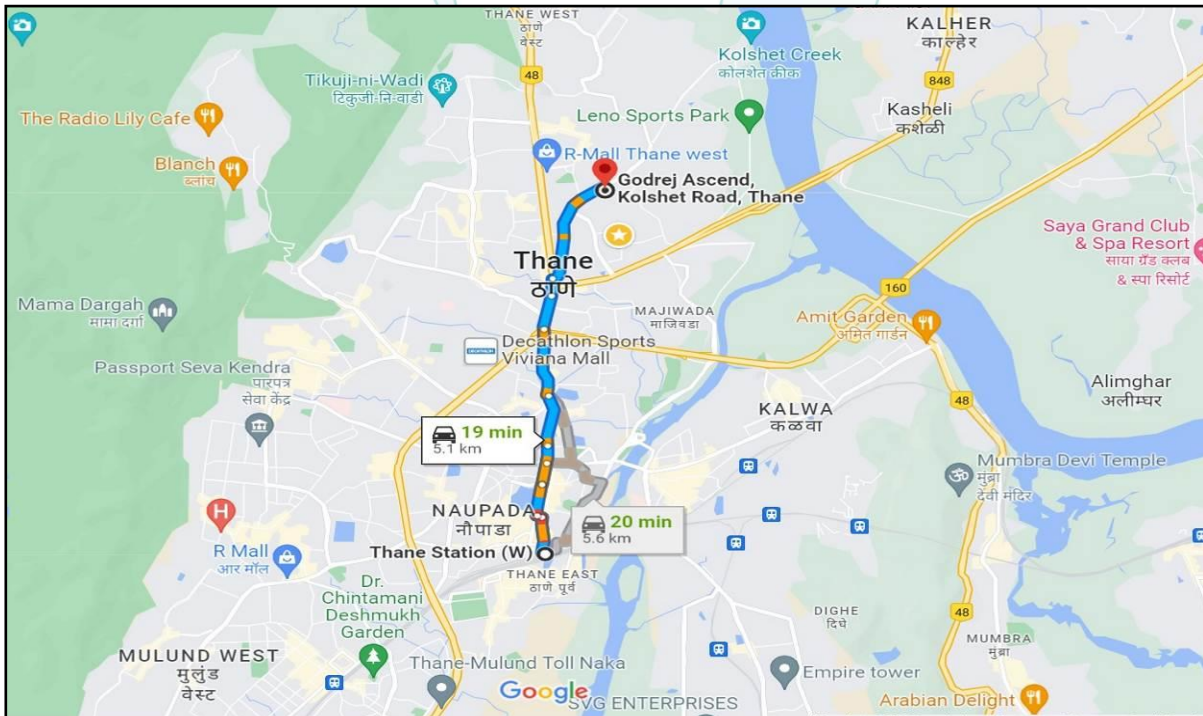 THANE WEST
ठाणे
वेस्ट
KALHER
काल्हेर
48
Kolshet Creek
कोलशेत क्रीक
848
Tikuji-ni-Wadi
टिकुजी-नि-वाडी
Kasheli
कशेळी
The Radio Lily Cafe
Leno Sports Park
R-Mall Thane west
Blanch
ब्लांच
Godrej Ascend,
Kolshet Road, Thane
Saya Grand Club
& Spa Resort
साया ग्रँड क्लब
& स्पा रिसोर्ट
Thane
ठाणे
160
Mama Dargah
मामा दर्गा
MAJIWADA
माजिवडा
Amit Garden
अमित गार्डन
DECATHLON
Decathlon Sports
Viviana Mall
Passport Seva Kendra
पारपत्र
सेवा केंद्र
Alimghar
अलीम्घर
48
KALWA
कळवा
19 min
5.1 km
Mumbra Devi Temple
मुंब्रा
देवी मंदिर
ॐ
H
NAUPADA
नौपाडा
20 min
5.6 km
R Mall
आर मॉल
Thane Station (W)
THANE EAST
ठाणे पूर्व
Dr.
Chintamani
Deshmukh
Garden
DIGHE
दिघे
48
MUMBRA
मुंब्रा
MULUND WEST
मुलुंड
वेस्ट
Thane-Mulund Toll Naka
Empire tower
Google
SVG ENTERPRISES
Arabian Delight